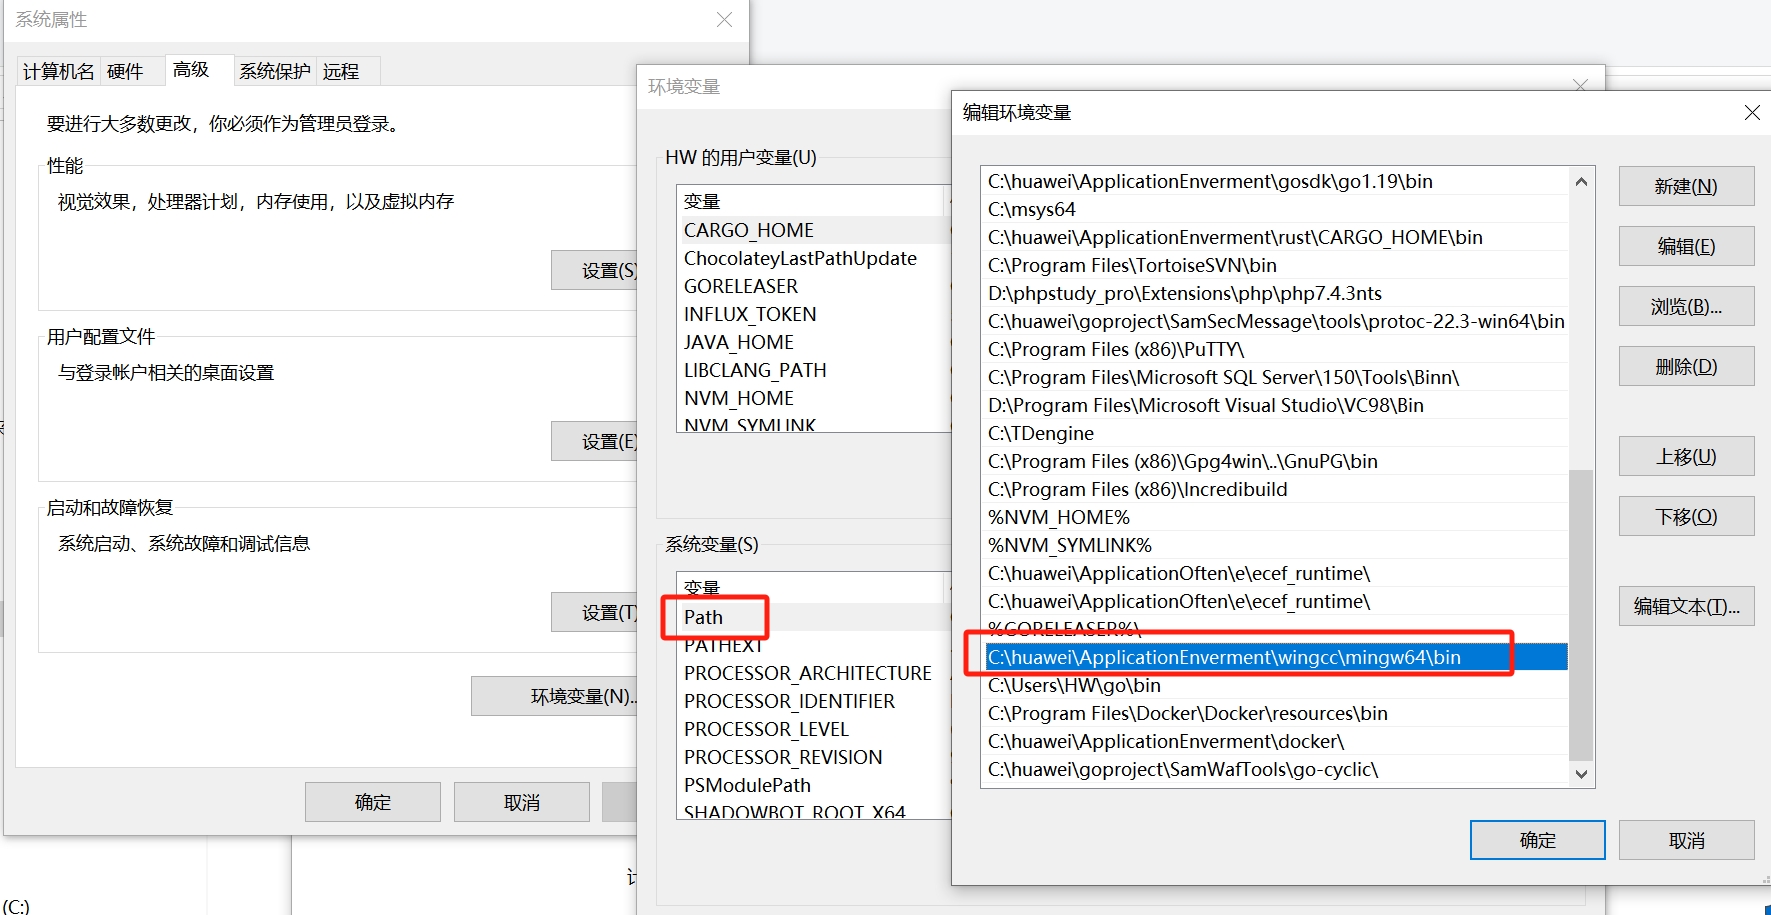 系统属性
计算机名
硬件
高级
系统保护
远程
要进行大多数更改，你必须作为管理员登录。
性能
视觉效果，处理器计划，内存使用，以及虚拟内存
设置(S)
用户配置文件
与登录帐户相关的桌面设置
设置(E)
启动和故障恢复
系统启动、系统故障和调试信息
设置(T)
环境变量(N)..
确定
取消
(C:)
环境变量
HW 的用户变量(U)
变量
CARGO_HOME
ChocolateyLastPathUpdate
GORELEASER
INFLUX_TOKEN
JAVA_HOME
LIBCLANG_PATH
NVM_HOME
NVM_SYMLINK
系统变量(S)
变量
Path
PATHEXT
PROCESSOR_ARCHITECTURE
PROCESSOR_IDENTIFIER
PROCESSOR_LEVEL
PROCESSOR_REVISION
PSModulePath
SHADOWBOT_ROOT_X64
编辑环境变量
C:\huawei\ApplicationEnverment\gosdk\go1.19\bin
C:\msys64
C:\huawei\ApplicationEnverment\rust\CARGO_HOME\bin
C:\Program Files\TortoiseSVN\bin
D:\phpstudy_pro\Extensions\php\php7.4.3nts
C:\huawei\goproject\SamSecMessage\tools\protoc-22.3-win64\bin
C:\Program Files (x86)\PuTTY\
C:\Program Files\Microsoft SQL Server\150\Tools\Binn\
D:\Program Files\Microsoft Visual Studio\VC98\Bin
C:\TDengine
C:\Program Files (x86)\Gpg4win\..\GnuPG\bin
C:\Program Files (x86)\Incredibuild
%NVM_HOME%
%NVM_SYMLINK%
C:\huawei\ApplicationOften\e\ecef_runtime\
C:\huawei\ApplicationOften\e\ecef_runtime\
%GORELEASER%\
C:\huawei\ApplicationEnverment\wingcc\mingw64\bin
C:\Users\HW\go\bin
C:\Program Files\Docker\Docker\resources\bin
C:\huawei\ApplicationEnverment\docker\
C:\huawei\goproject\SamWafTools\go-cyclic\
新建(N)
编辑(E)
浏览(B)...
删除(D)
上移(U)
下移(O)
编辑文本(T)...
确定
取消